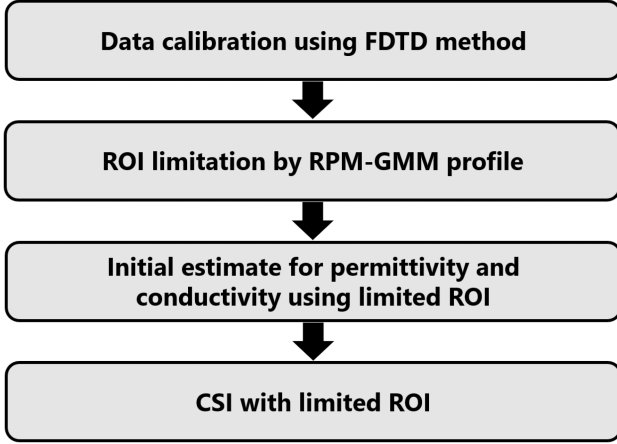 Data calibration using FDTD method
ROI limitation by RPM-GMM profile
Initial estimate for permittivity and
conductivity using limited ROI
CSI with limited ROI